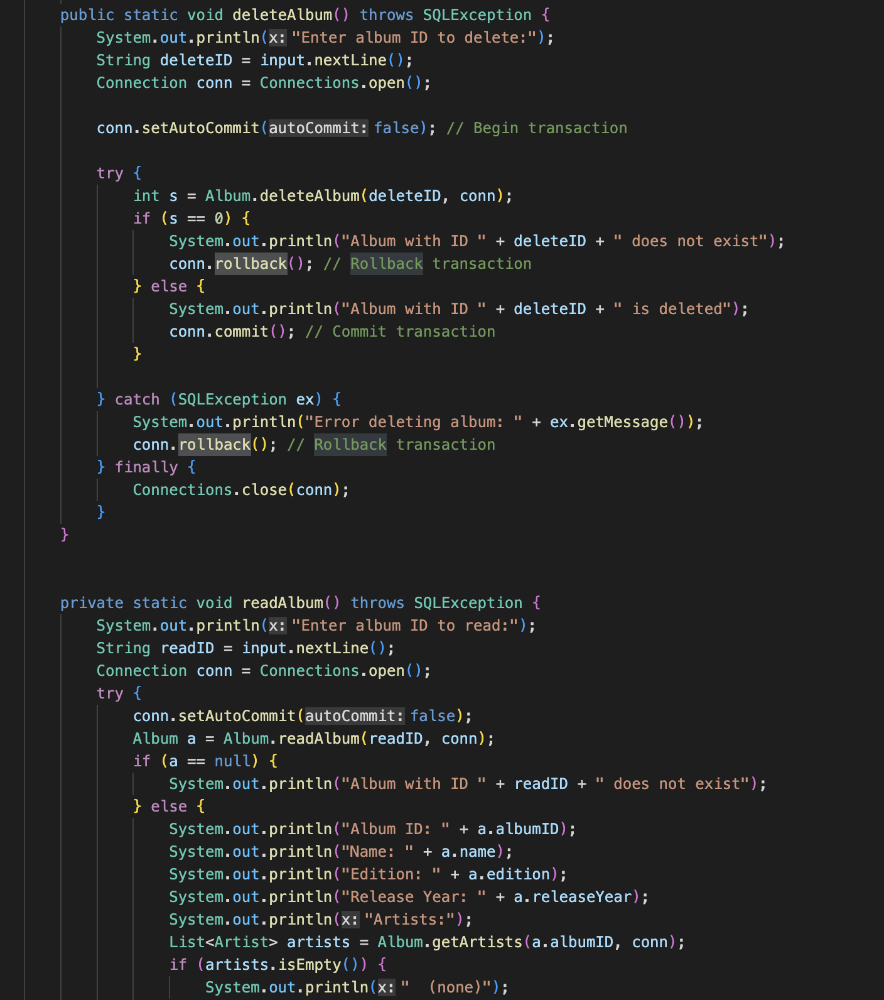 public static void deleteAlbum() throws SQLException {
System.out.println(x: "Enter album ID to delete:");
String deleteID = input.nextLine();
Connection conn = Connections.open();
conn.setAutoCommit(autoCommit: false); // Begin transaction
try {
int s = Album.deleteAlbum(deleteID, conn);
if (s == 0) {
System.out.println("Album with ID " + deleteID + " does not exist");
conn.rollback(); // Rollback transaction
} else {
System.out.println("Album with ID " + deleteID + " is deleted");
conn.commit(); // Commit transaction
}
} catch (SQLException ex) {
System.out.println("Error deleting album: " + ex.getMessage());
conn.rollback(); // Rollback transaction
} finally {
Connections.close(conn);
}
}
private static void readAlbum() throws SQLException {
System.out.println(x: "Enter album ID to read:");
String readID = input.nextLine();
Connection conn = Connections.open();
try {
conn.setAutoCommit(autoCommit: false);
Album a = Album.readAlbum(readID, conn);
if (a == null) {
System.out.println("Album with ID " + readID + " does not exist");
} else {
System.out.println("Album ID: " + a.albumID);
System.out.println("Name: " + a.name);
System.out.println("Edition: " + a.edition);
System.out.println("Release Year: " + a.releaseYear);
System.out.println(x: "Artists:");
List<Artist> artists = Album.getArtists(a.albumID, conn);
if (artists.isEmpty()) {
System.out.println(x: "  (none)");